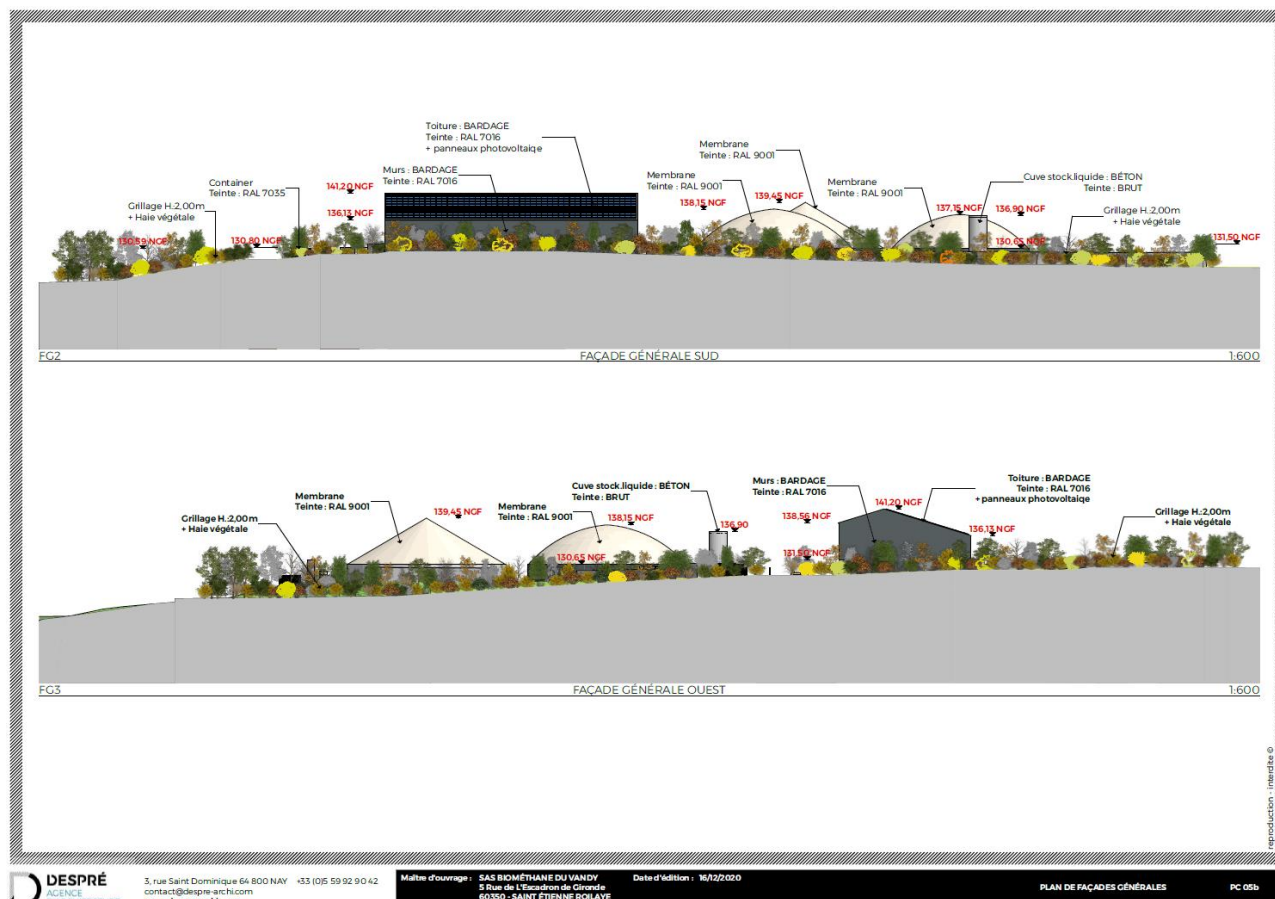 Toiture : BARDAGE
Teinte : RAL 7016
+ panneaux photovoltaiqe
Murs : BARDAGE
Teinte : RAL 7016
Container
Teinte : RAL 7035
Grillage H.:2,00m
+ Haie végétale
130,59 NGF
130,80 NGF
141,20 NGF
136,13 NGF
Membrane
Teinte : RAL 9001
Membrane
Teinte : RAL 9001
138,15 NGF
139,45 NGF
Membrane
Teinte : RAL 9001
137,15 NGF
136,90 NGF
130,65 NGF
Cuve stock.liquide : BÉTON
Teinte : BRUT
Grillage H.:2,00m
+ Haie végétale
131,50 NGF
FG2
FAÇADE GÉNÉRALE SUD
1:600
Grillage H.:2,00m
+ Haie végétale
Membrane
Teinte : RAL 9001
139,45 NGF
Membrane
Teinte : RAL 9001
Cuve stock.liquide : BÉTON
Teinte : BRUT
138,15 NGF
130,65 NGF
136,90
Murs : BARDAGE
Teinte : RAL 7016
138,56 NGF
131,50 NGF
141,20 NGF
Toiture : BARDAGE
Teinte : RAL 7016
+ panneaux photovoltaiqe
136,13 NGF
Grillage H.:2,00m
+ Haie végétale
FG3
FAÇADE GÉNÉRALE OUEST
1:600
reproduction - interdite ©
DESPRÉ
AGENCE
3, rue Saint Dominique 64 800 NAY +33 (0)5 59 92 90 42
contact@despre-archi.com
Maître d'ouvrage : SAS BIOMÉTHANE DU VANDY
5 Rue de L'Escadron de Gironde
60350 - SAINT ÉTIENNE ROILAYE
Date d'édition : 16/12/2020
PLAN DE FAÇADES GÉNÉRALES
PC 05b